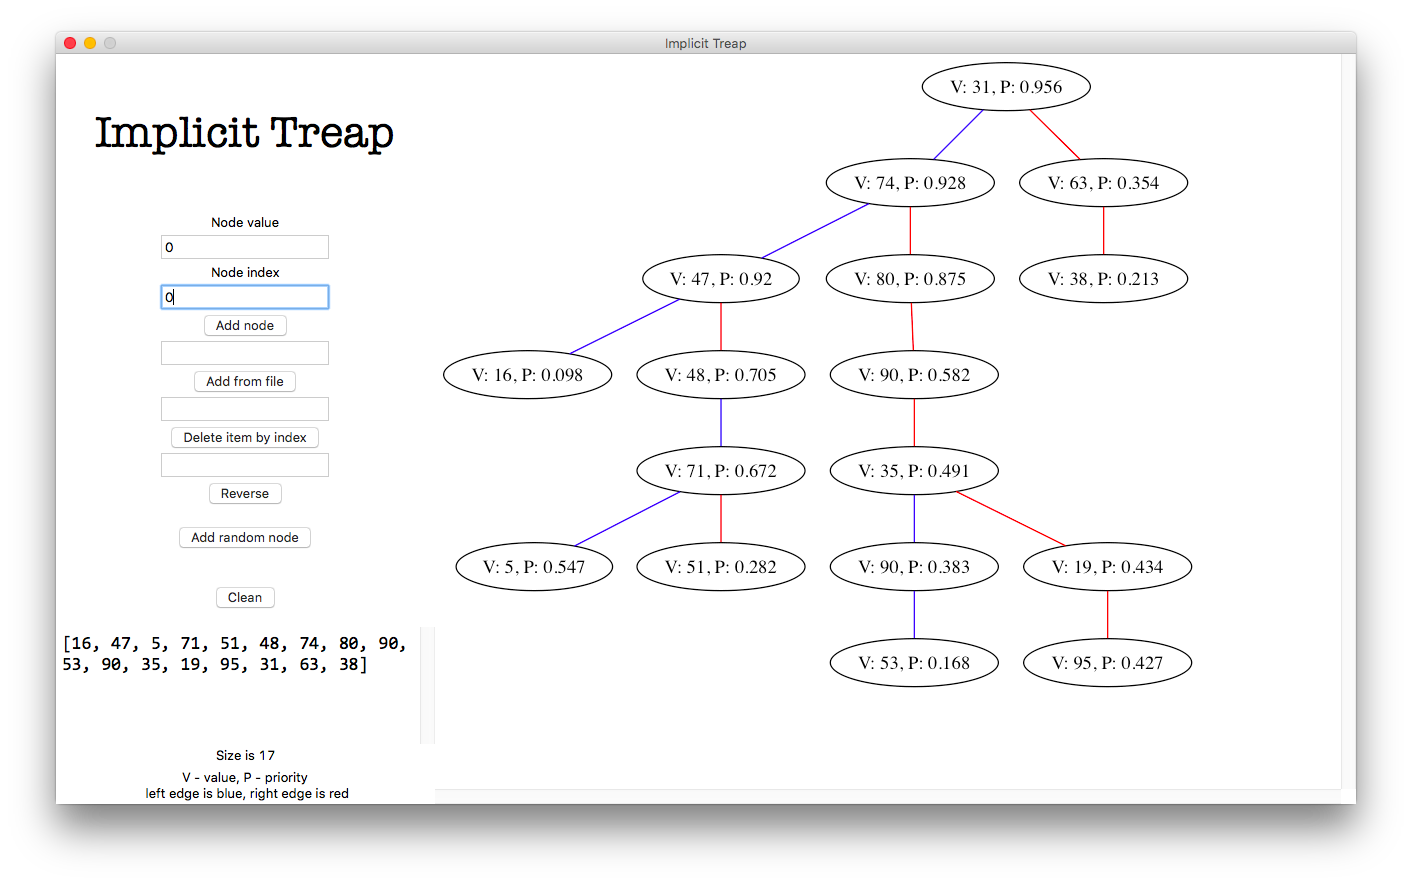 Implicit Treap
Implicit Treap
Node value
0
Node index
0
Add node
Add from file
Delete item by index
Reverse
Add random node
Clean
[16, 47, 5, 71, 51, 48, 74, 80, 90,
53, 90, 35, 19, 95, 31, 63, 38]
Size is 17
V - value, P - priority
left edge is blue, right edge is red
V: 31, P: 0.956
V: 74, P: 0.928
V: 63, P: 0.354
V: 47, P: 0.92
V: 80, P: 0.875
V: 38, P: 0.213
V: 16, P: 0.098
V: 48, P: 0.705
V: 90, P: 0.582
V: 71, P: 0.672
V: 35, P: 0.491
V: 5, P: 0.547
V: 51, P: 0.282
V: 90, P: 0.383
V: 19, P: 0.434
V: 53, P: 0.168
V: 95, P: 0.427